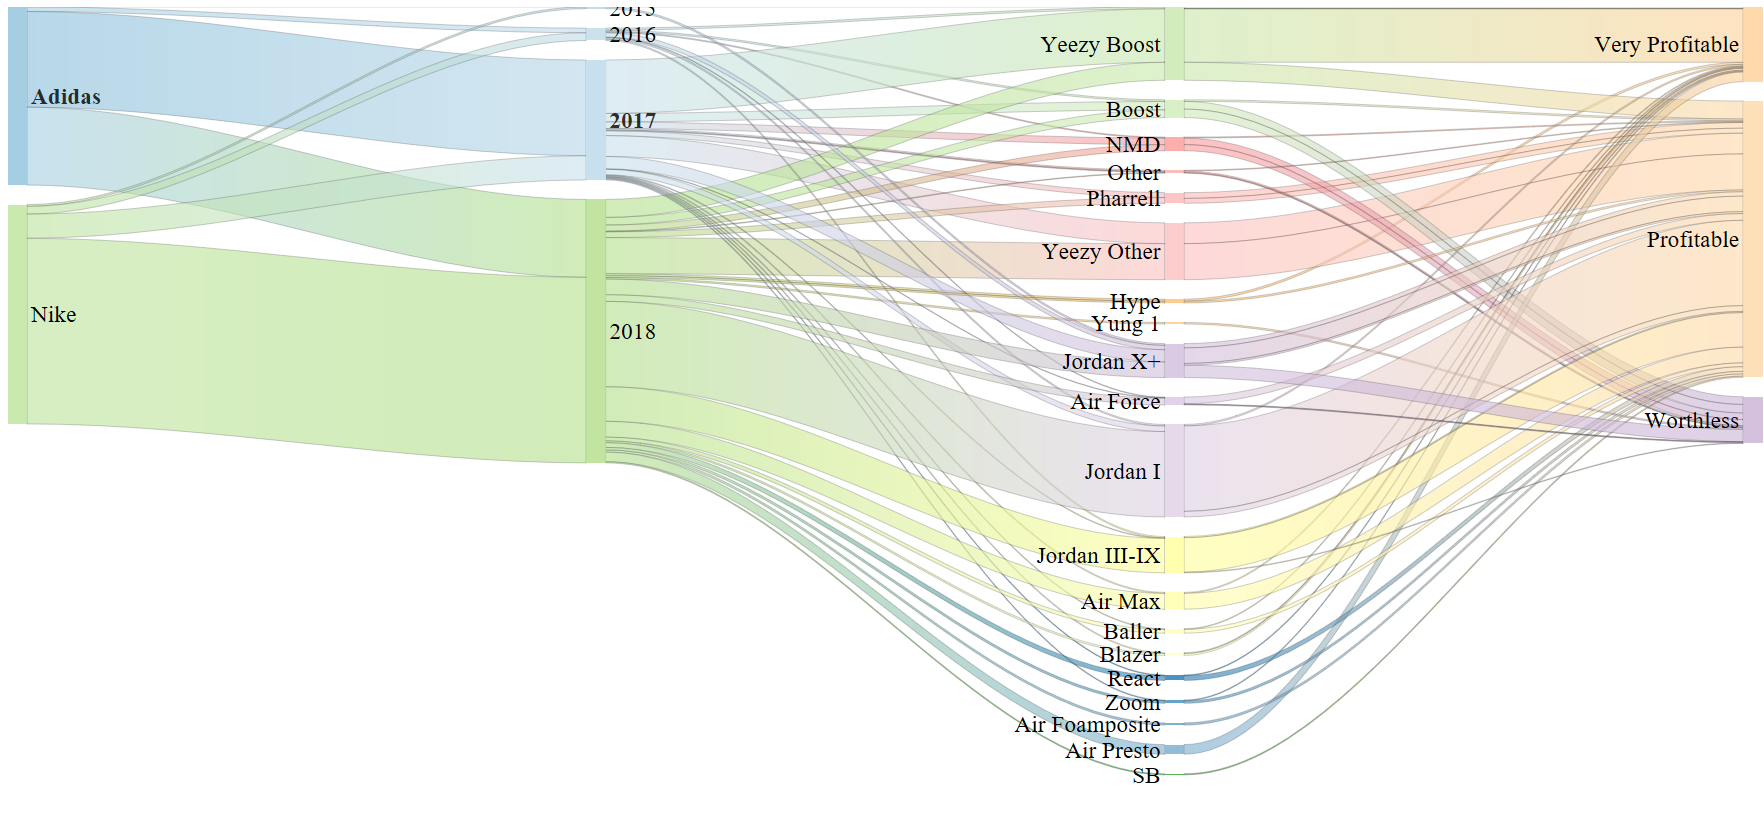 Adidas
Nike
2016
2017
2018
Yeezy Boost
Boost
NMD
Other
Pharrell
Yeezy Other
Hype
Yung 1
Jordan X+
Air Force
Jordan I
Jordan III-IX
Air Max
Baller
Blazer
React
Zoom
Air Foamposite
Air Presto
SB
Very Profitable
Profitable
Worthless